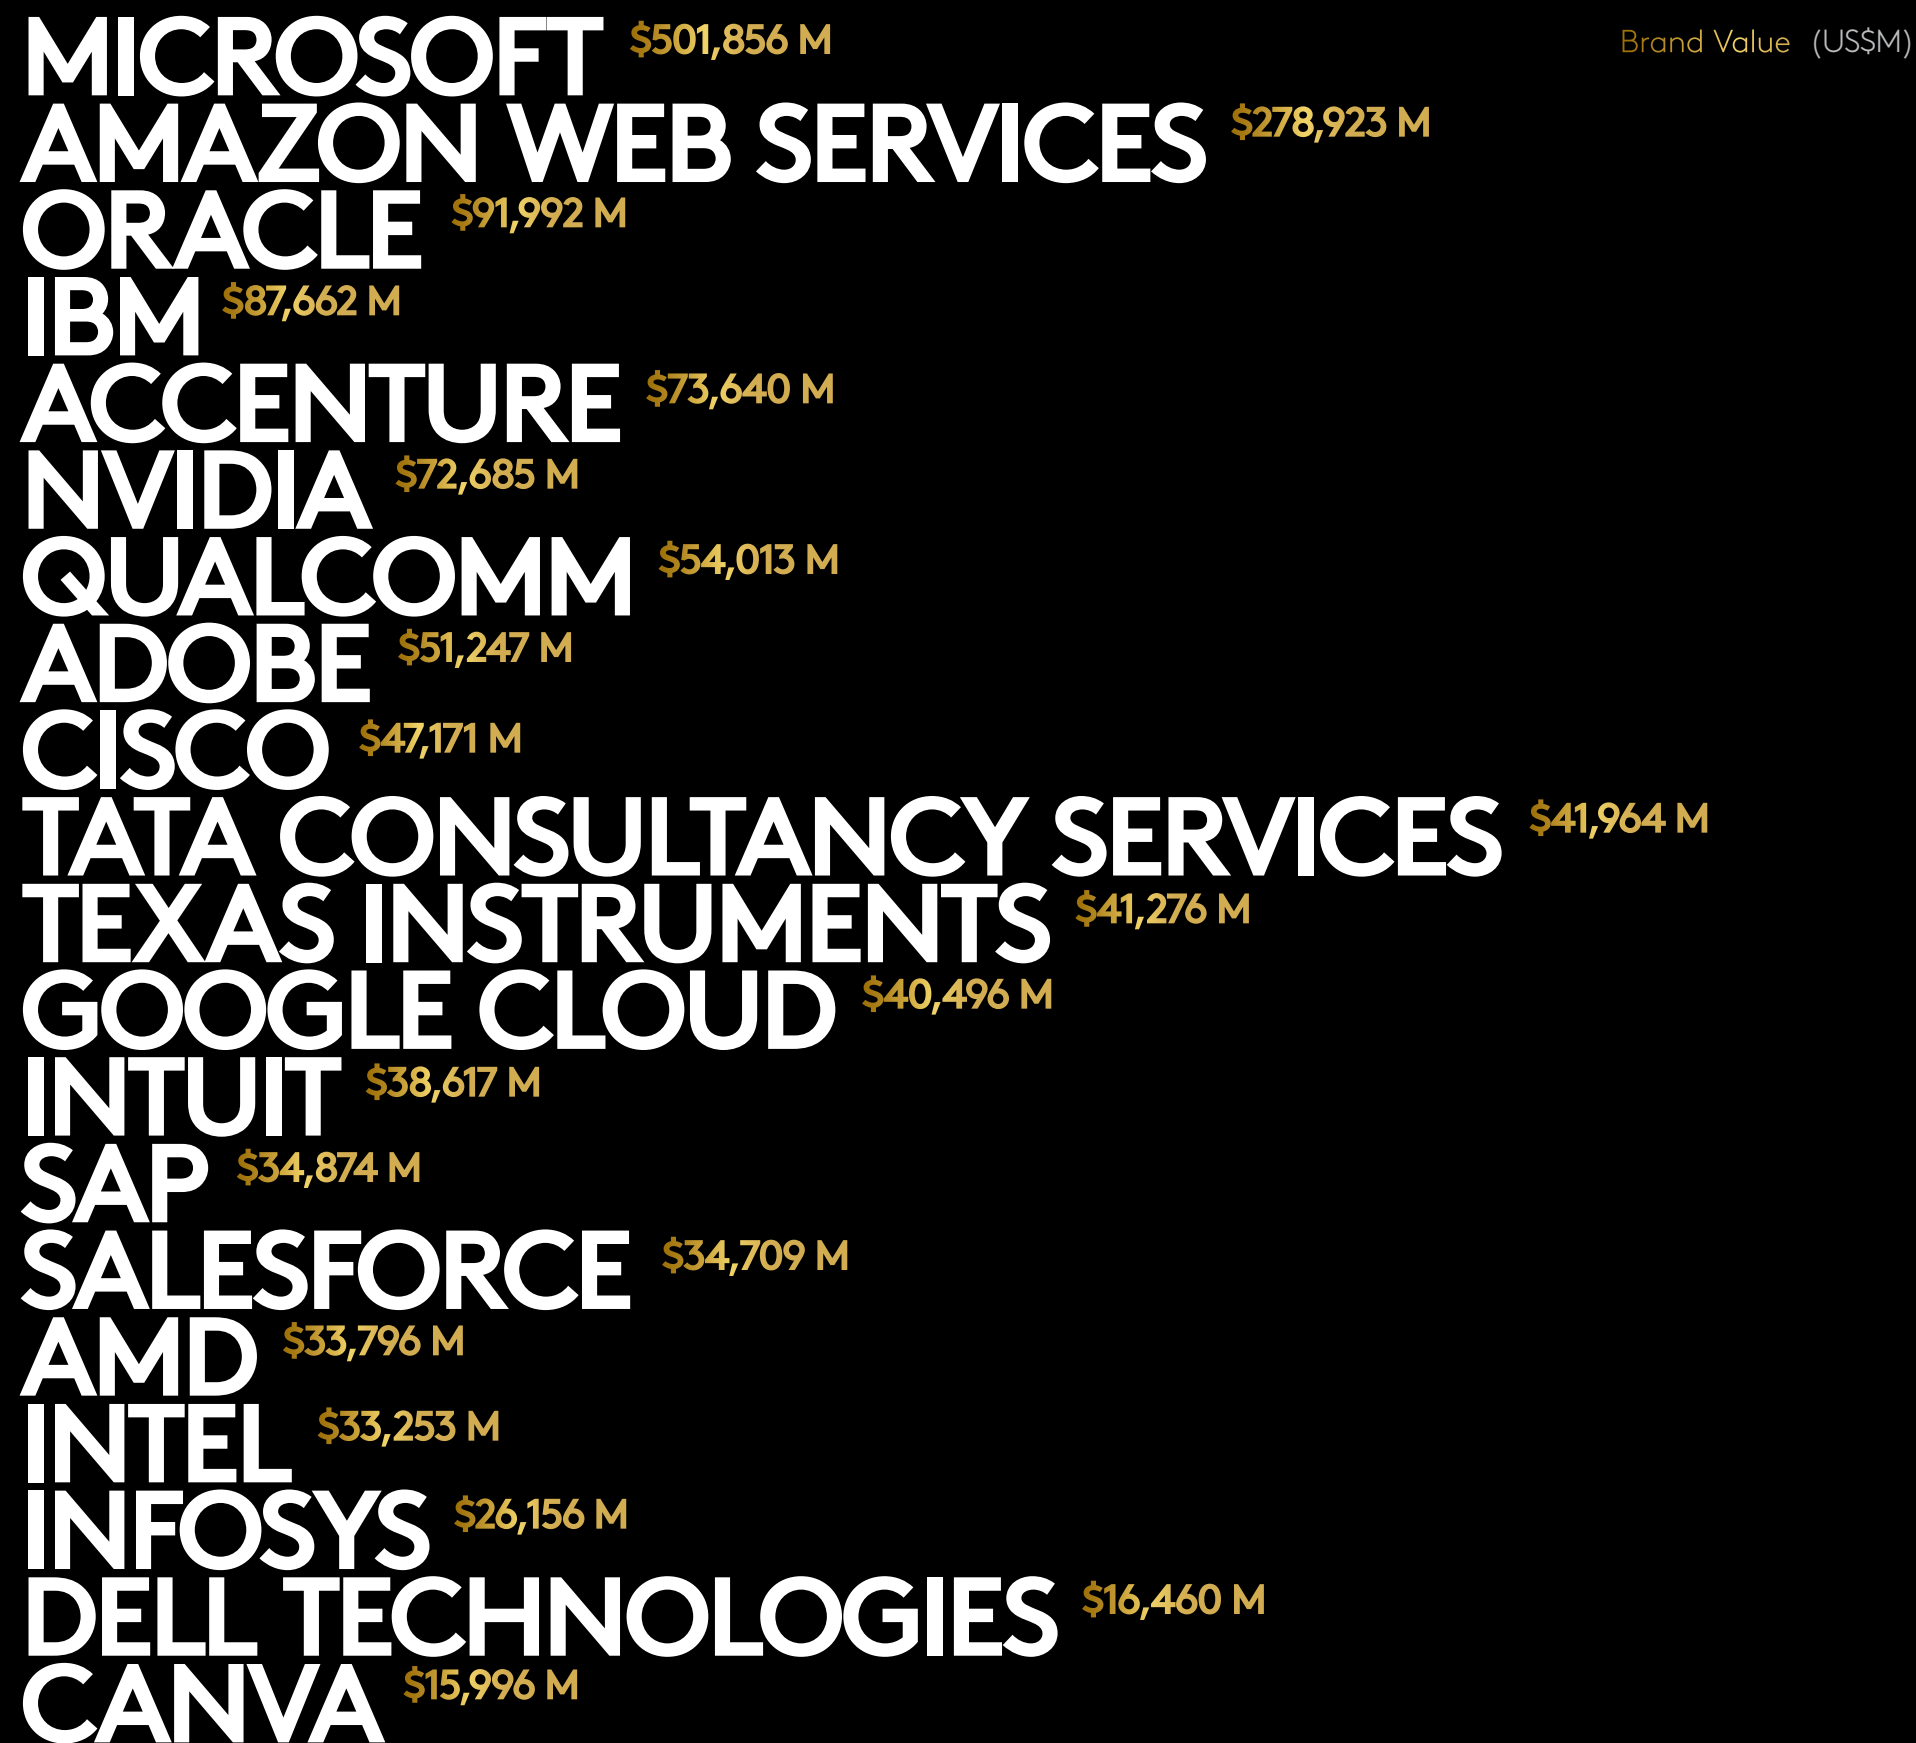 MICROSOFT $501,856 M Brand Value (US$M)
AMAZON WEB SERVICES $278,923 M
ORACLE $91,992 M
IBM $87,662 M
ACCENTURE $73,640 M
NVIDIA $72,685 M
QUALCOMM $54,013 M
ADOBE $51,247 M
CISCO $47,171 M
TATA CONSULTANCY SERVICES $41,964 M
TEXAS INSTRUMENTS $41,276 M
GOOGLE CLOUD $40,496 M
INTUIT $38,617 M
SAP $34,874 M
SALESFORCE $34,709 M
AMD $33,796 M
INTEL $33,253 M
INFOSYS $26,156 M
DELL TECHNOLOGIES $16,460 M
CANVA $15,996 M